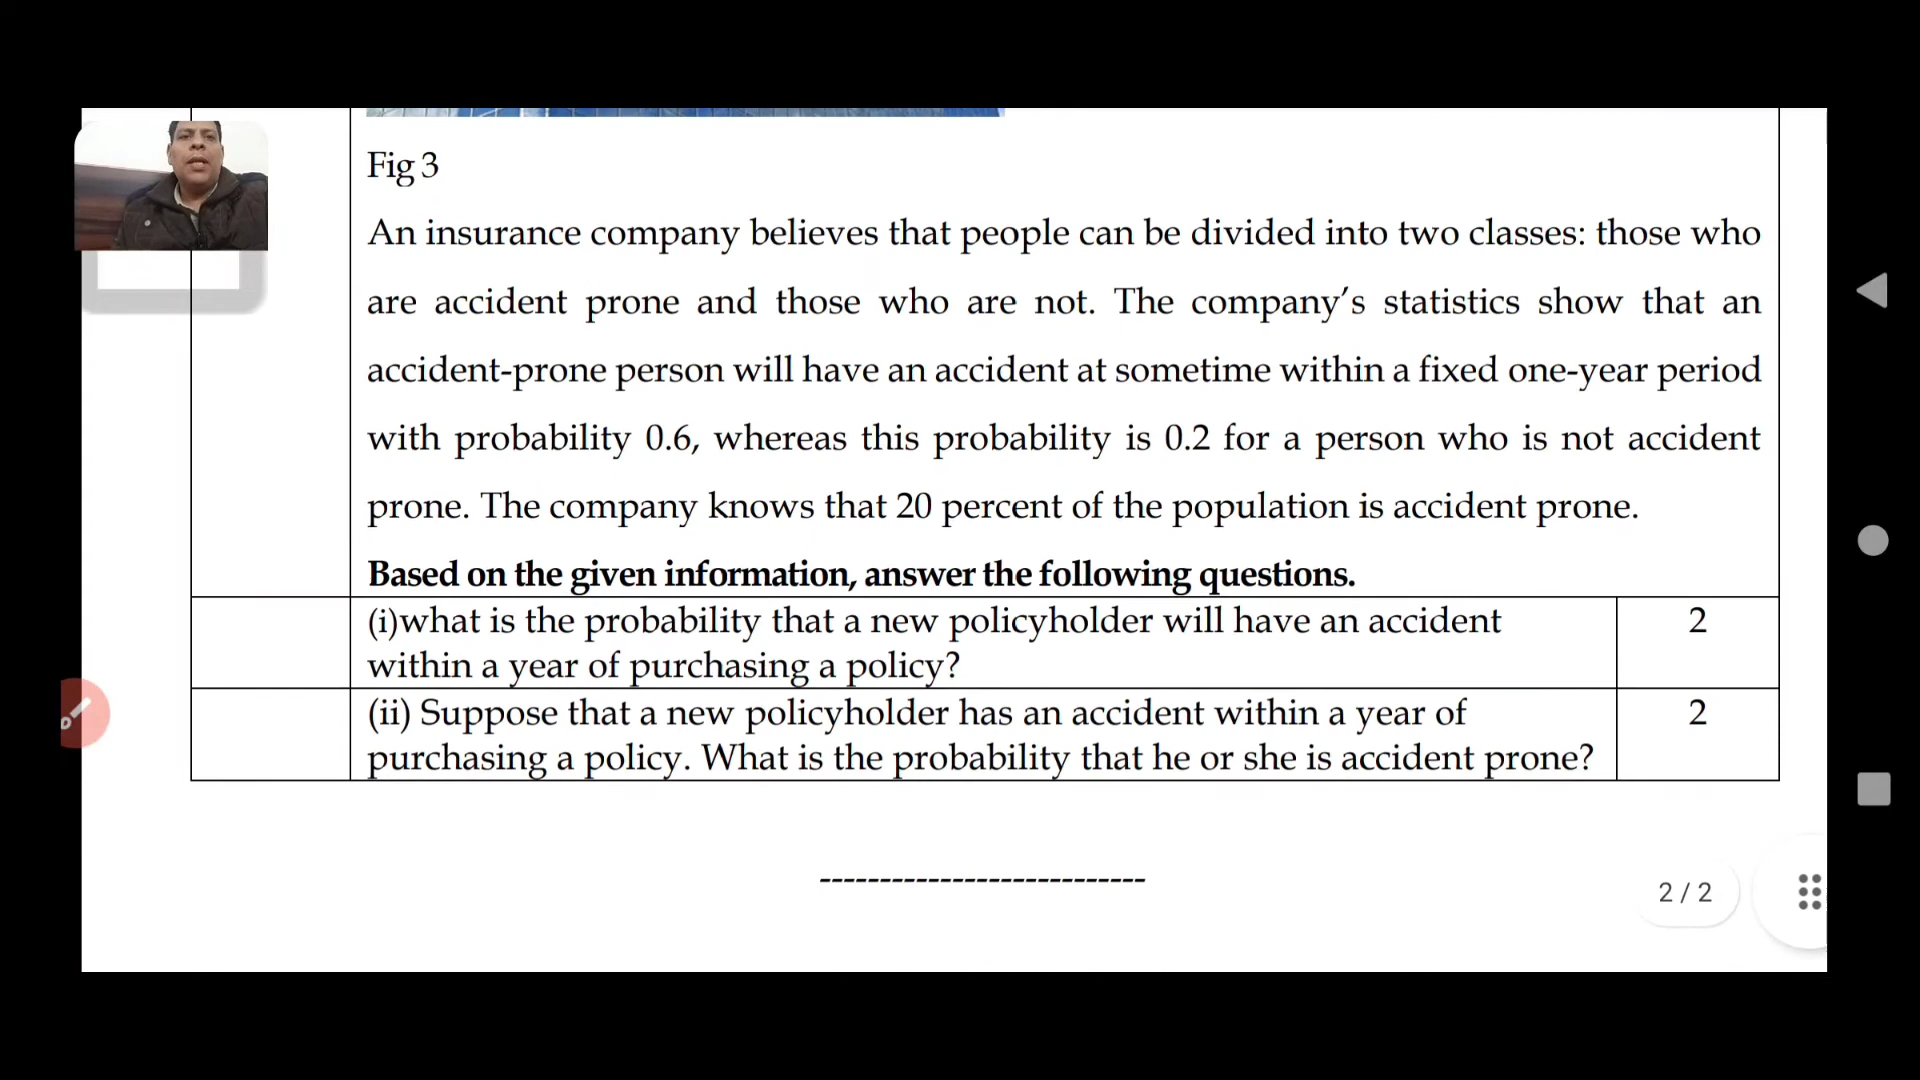 Fig 3
An insurance company believes that people can be divided into two classes: those who
are accident prone and those who are not. The company’s statistics show that an
accident-prone person will have an accident at sometime within a fixed one-year period
with probability 0.6, whereas this probability is 0.2 for a person who is not accident
prone. The company knows that 20 percent of the population is accident prone.
Based on the given information, answer the following questions.
(i)what is the probability that a new policyholder will have an accident
within a year of purchasing a policy?
2
(ii) Suppose that a new policyholder has an accident within a year of
purchasing a policy. What is the probability that he or she is accident prone?
2
---------------------------
2 / 2